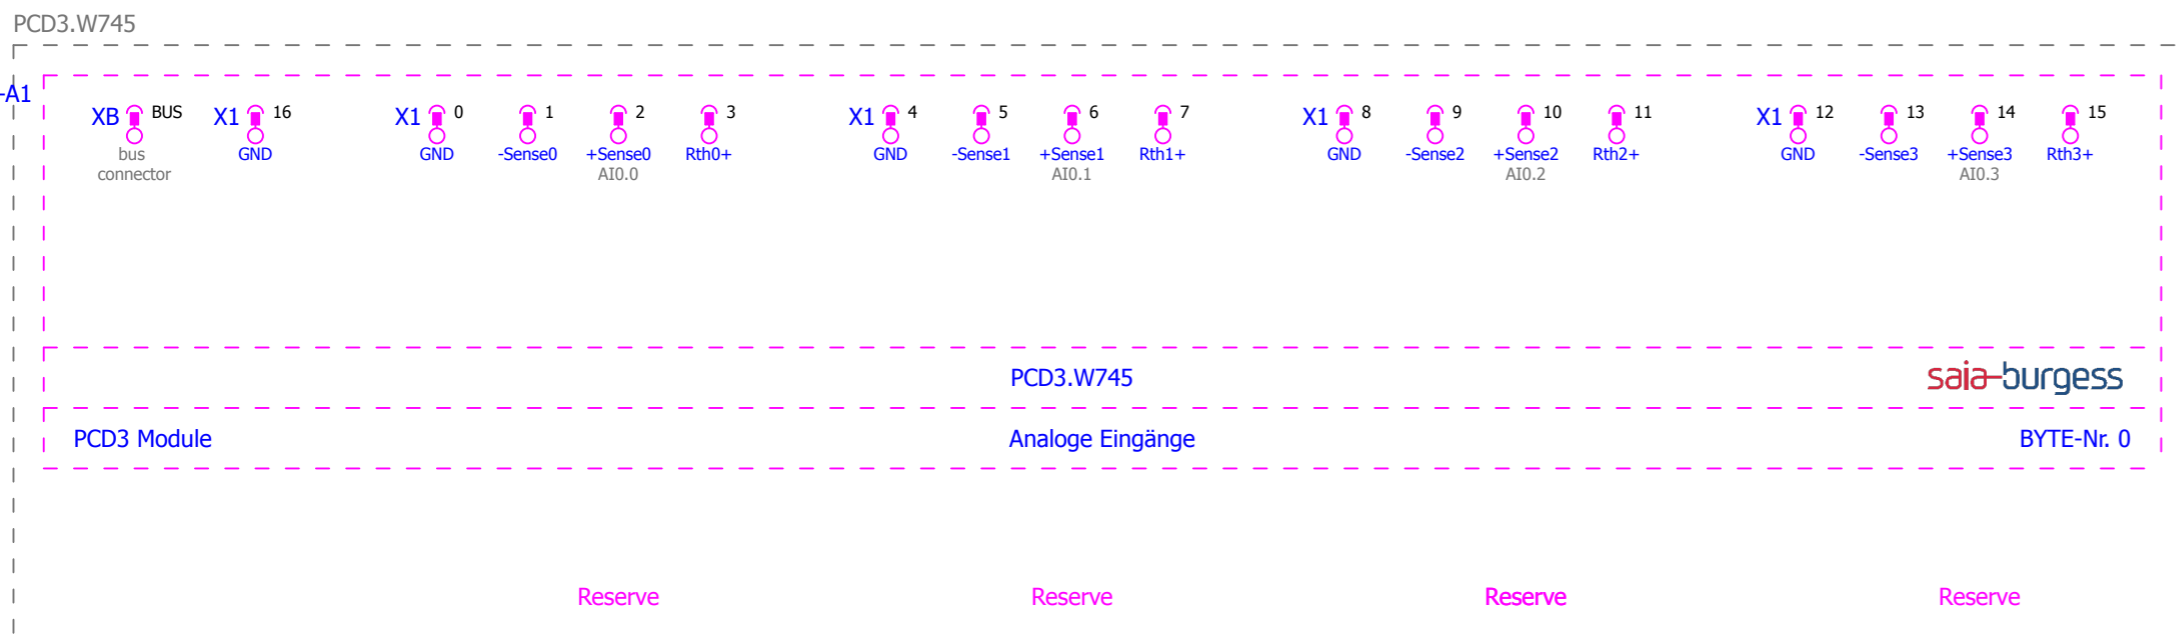 PCD3.W745
-A1
XB BUS X1 16 X1 0 1 2 3 X1 4 5 6 7 X1 8 9 10 11 X1 12 13 14 15
bus GND GND -Sense0 +Sense0 Rth0+ GND -Sense1 +Sense1 Rth1+ GND -Sense2 +Sense2 Rth2+ GND -Sense3 +Sense3 Rth3+
connector AI0.0 AI0.1 AI0.2 AI0.3
PCD3.W745 saia-burgess
PCD3 Module Analoge Eingänge BYTE-Nr. 0
Reserve Reserve Reserve Reserve